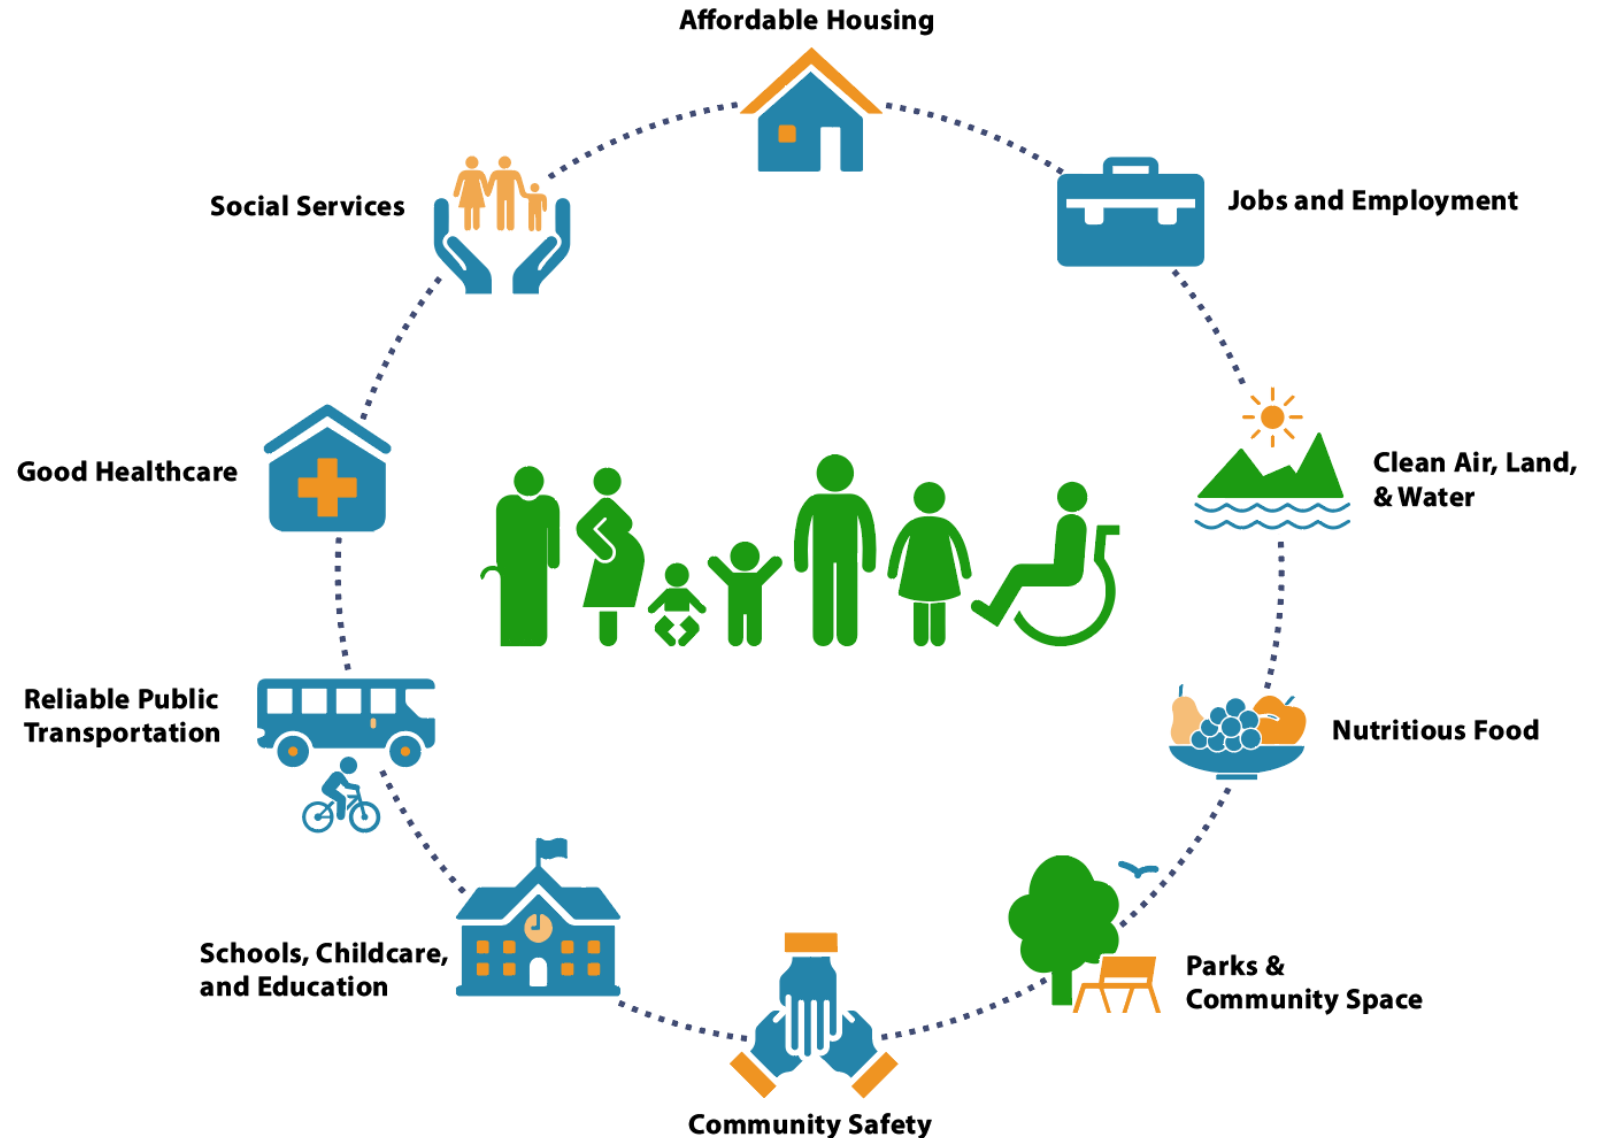 Affordable Housing
Jobs and Employment
Clean Air, Land,
& Water
Nutritious Food
Parks &
Community Space
Community Safety
Schools, Childcare,
and Education
Reliable Public
Transportation
Good Healthcare
Social Services